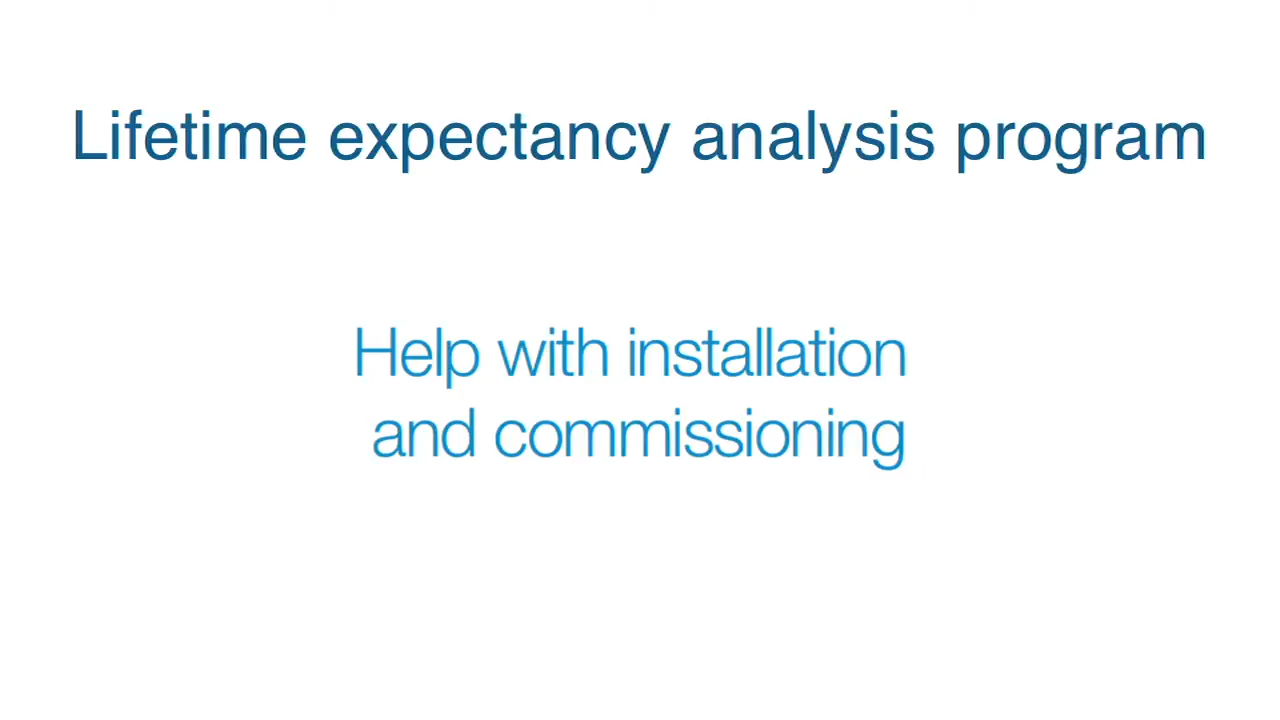 Lifetime expectancy analysis program
Help with installation
and commissioning